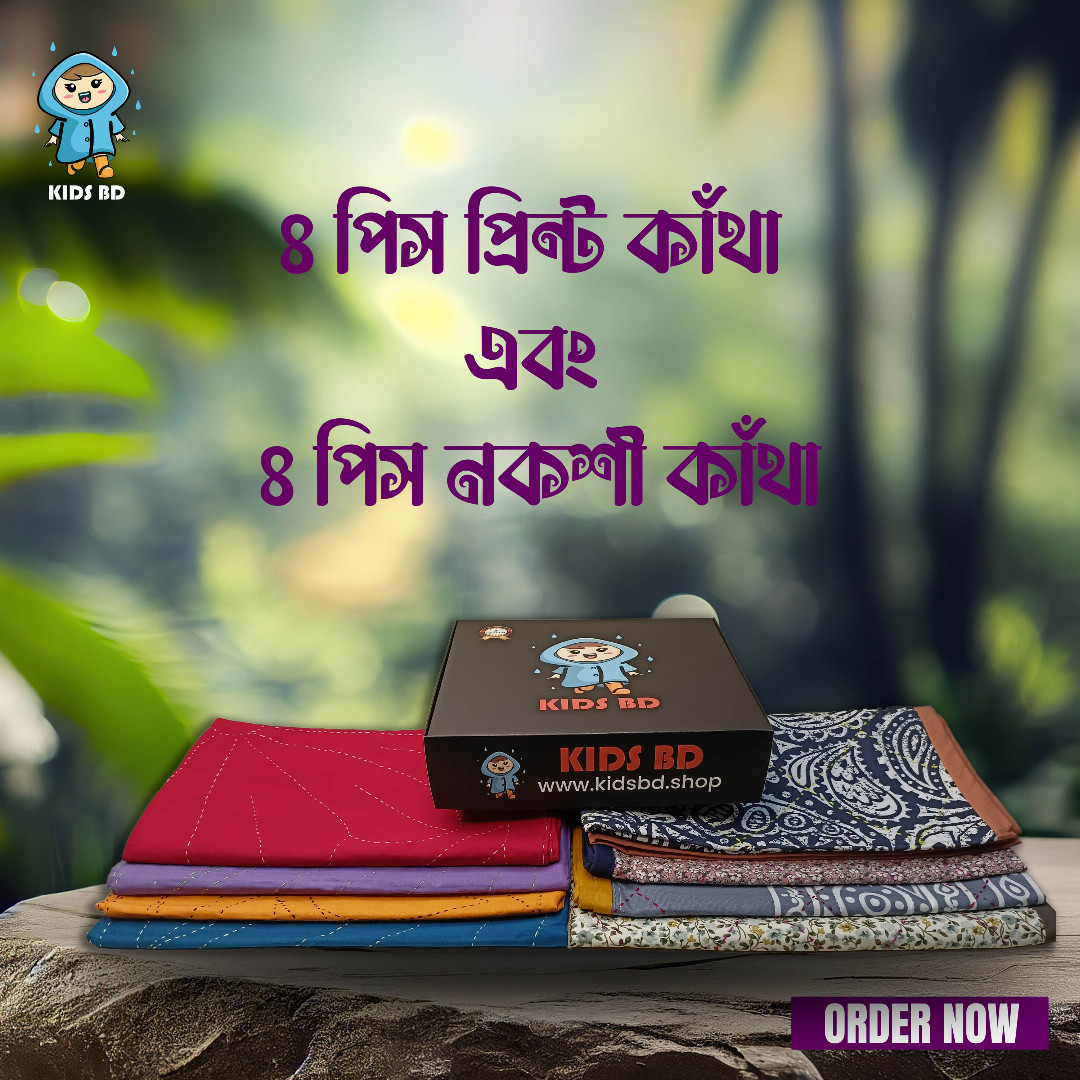 KIDS BD
৪ পিস প্রিন্ট কাঁথা
এবং
৪ পিস নকশী কাঁথা
KIDS BD
KIDS BD
www.kidsbd.shop
ORDER NOW